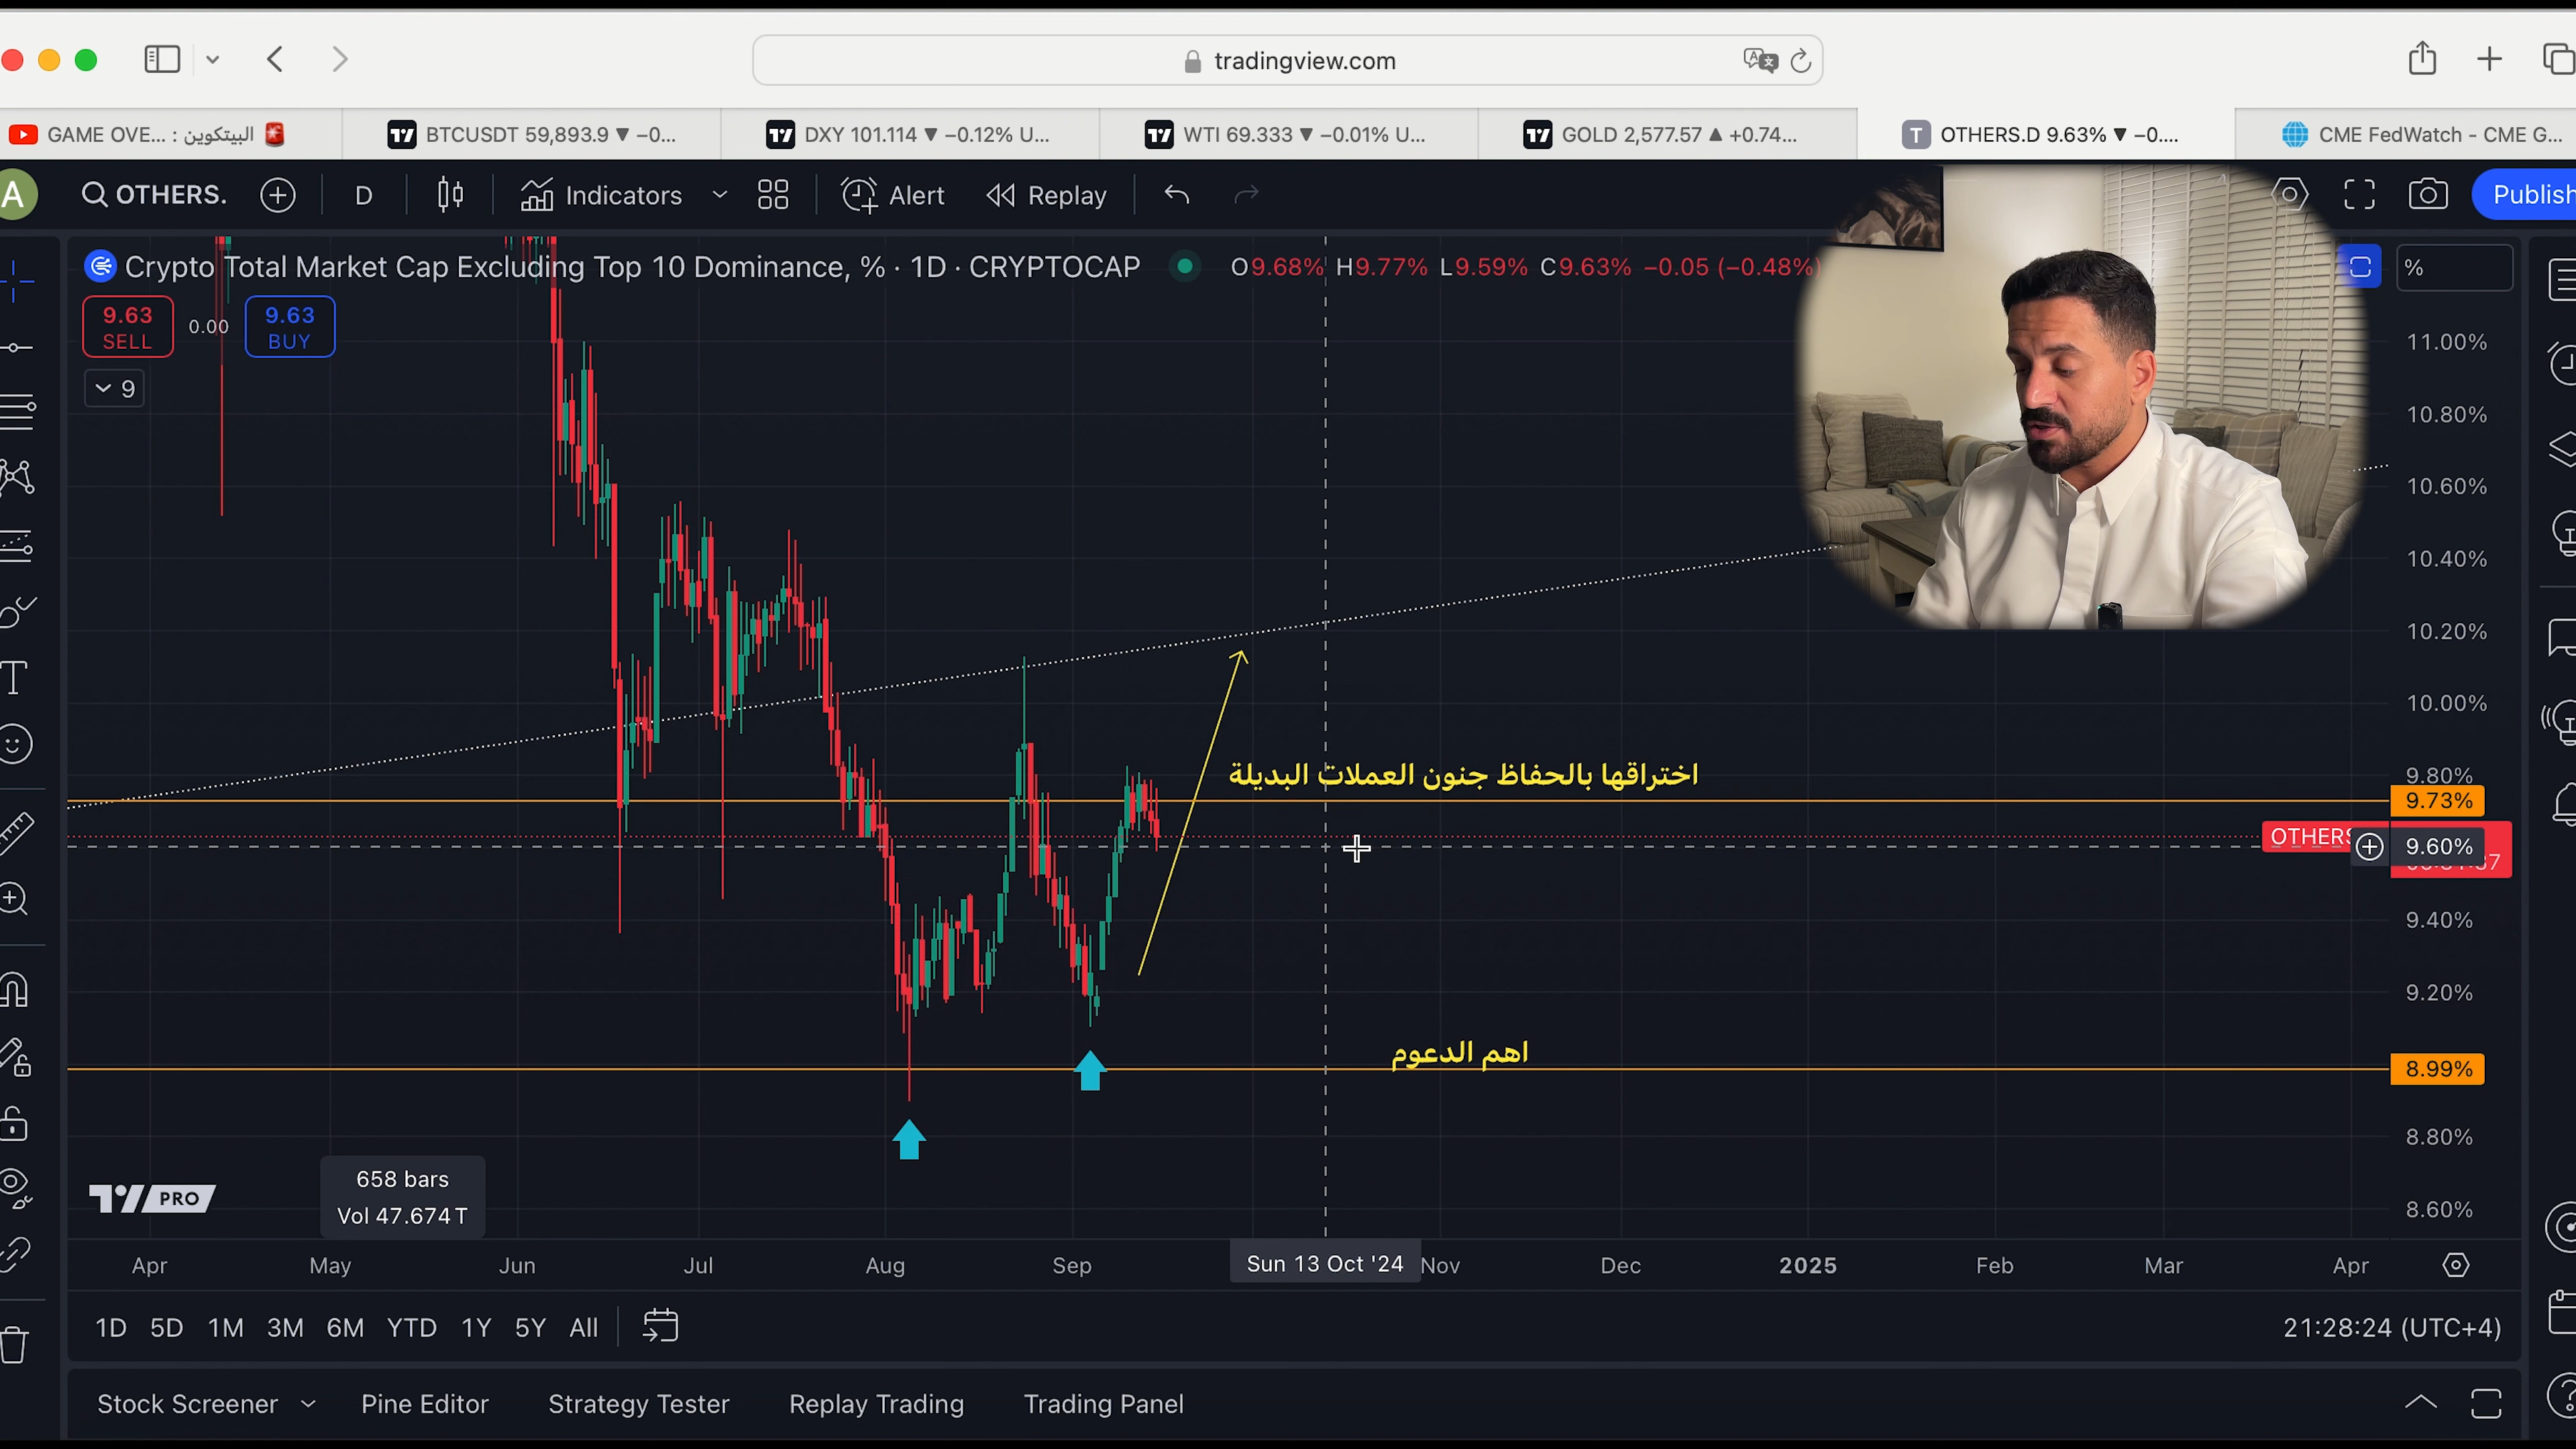 tradingview.com
GAME OVE... : البيتكوين
BTCUSDT 59,893.9 ▼ −0...
DXY 101.114 ▼ −0.12% U...
WTI 69.333 ▼ −0.01% U...
GOLD 2,577.57 ▲ +0.74...
T OTHERS.D 9.63% ▼ −0....
CME FedWatch - CME G...
A
OTHERS.
D
Indicators
Alert
Replay
Publish
Crypto Total Market Cap Excluding Top 10 Dominance, % · 1D · CRYPTOCAP
O9.68% H9.77% L9.59% C9.63% −0.05 (−0.48%)
%
9.63
SELL
0.00
9.63
BUY
9
11.00%
10.80%
10.60%
10.40%
10.20%
10.00%
9.80%
اختراقها بالحفاظ جنون العملات البديلة
9.73%
OTHERS
9.60%
9.40%
9.20%
اهم الدعوم
8.99%
8.80%
8.60%
658 bars
Vol 47.674 T
PRO
Apr May Jun Jul Aug Sep Sun 13 Oct '24 Nov Dec 2025 Feb Mar Apr
1D 5D 1M 3M 6M YTD 1Y 5Y All
21:28:24 (UTC+4)
Stock Screener Pine Editor Strategy Tester Replay Trading Trading Panel